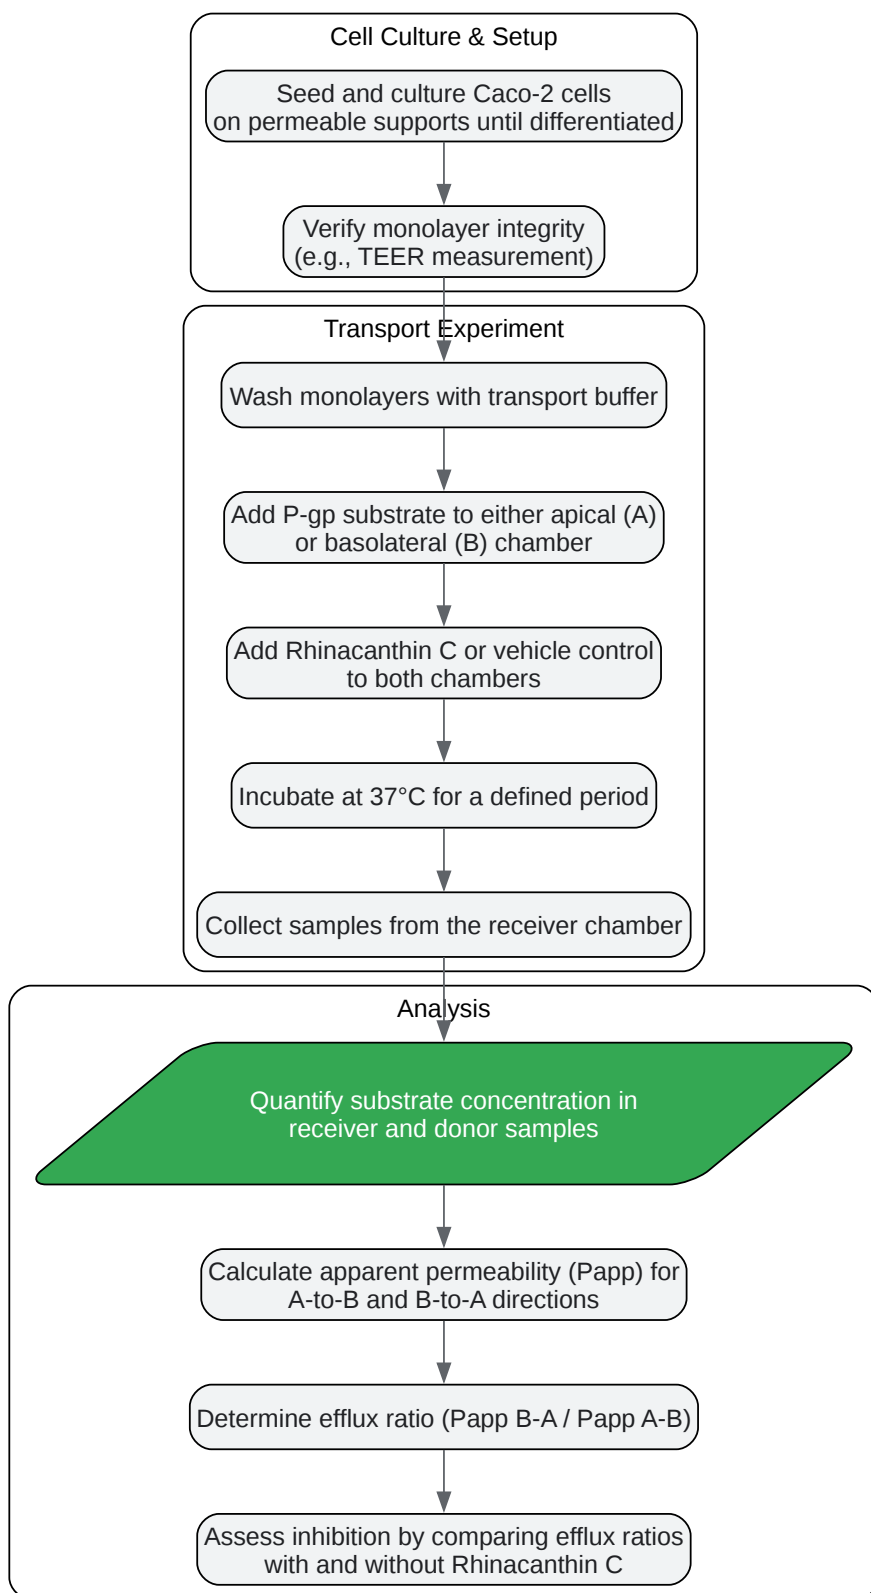 Cell Culture & Setup
Seed and culture Caco-2 cells
on permeable supports until differentiated
Verify monolayer integrity
(e.g., TEER measurement)
Transport Experiment
Wash monolayers with transport buffer
Add P-gp substrate to either apical (A)
or basolateral (B) chamber
Add Rhinacanthin C or vehicle control
to both chambers
Incubate at 37°C for a defined period
Collect samples from the receiver chamber
Analysis
Quantify substrate concentration in
receiver and donor samples
Calculate apparent permeability (Papp) for
A-to-B and B-to-A directions
Determine efflux ratio (Papp B-A / Papp A-B)
Assess inhibition by comparing efflux ratios
with and without Rhinacanthin C